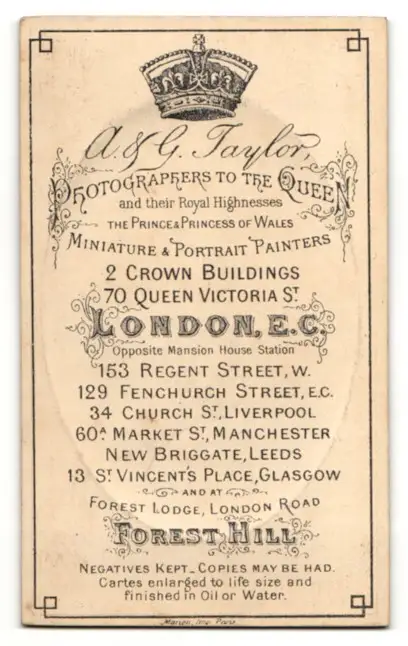 A. & G. Taylor,
PHOTOGRAPHERS TO THE QUEEN
and their Royal Highnesses
THE PRINCE & PRINCESS OF WALES
MINIATURE & PORTRAIT PAINTERS
2 CROWN BUILDINGS
70 QUEEN VICTORIA ST.
LONDON, E.C.
Opposite Mansion House Station
153 REGENT STREET, W.
129 FENCHURCH STREET, E.C.
34 CHURCH ST, LIVERPOOL
60A MARKET ST, MANCHESTER
NEW BRIGGATE, LEEDS
13 ST VINCENT'S PLACE, GLASGOW
AND AT
FOREST LODGE, LONDON ROAD
FOREST HILL
NEGATIVES KEPT_COPIES MAY BE HAD.
Cartes enlarged to life size and
finished in Oil or Water.
Marion, Imp. Paris